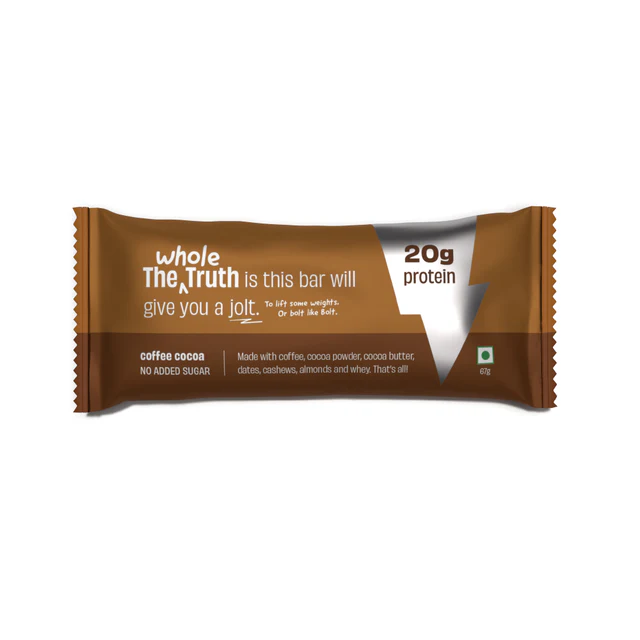 whole
The ^ Truth is this bar will
give you a jolt. To lift some weights.
Or bolt like Bolt.
20g
protein
coffee cocoa
NO ADDED SUGAR
Made with coffee, cocoa powder, cocoa butter,
dates, cashews, almonds and whey. That's all!
67g